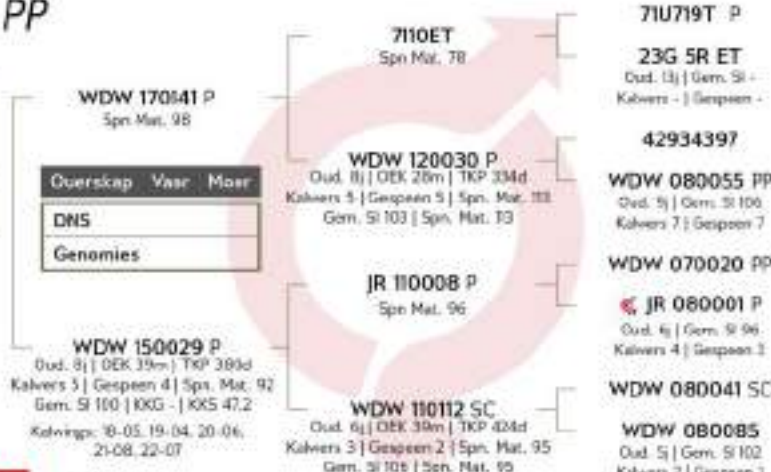 PP
WDW 170141 P
Spn Mat. 98
Ouerskap Vaar Moer
DNS
Genomies
WDW 150029 P
Oud. 8j | OEK 39m | TKP 380d
Kalwers 5 | Gespeen 4 | Spn. Mat. 92
Gem. SI 100 | KKG - | KKS 47.2
Kalwings: 18-05, 19-04, 20-06,
21-08, 22-07
7110ET
Spn Mat. 78
WDW 120030 P
Oud. 8j | OEK 28m | TKP 334d
Kalwers 5 | Gespeen 5 | Spn. Mat. 113
Gem. SI 103 | Spn. Mat. 113
JR 110008 P
Spn Mat. 96
WDW 110112 SC
Oud. 6j | OEK 39m | TKP 424d
Kalwers 3 | Gespeen 2 | Spn. Mat. 95
Gem. SI 106 | Spn. Mat. 95
71U719T P
23G 5R ET
Oud. 13j | Gem. SI -
Kalwers - | Gespeen -
42934397
WDW 080055 PP
Oud. 9j | Gem. SI 106
Kalwers 7 | Gespeen 7
WDW 070020 PP
JR 080001 P
Oud. 6j | Gem. SI 96
Kalwers 4 | Gespeen 3
WDW 080041 SC
WDW 080085
Oud. 5j | Gem. SI 102